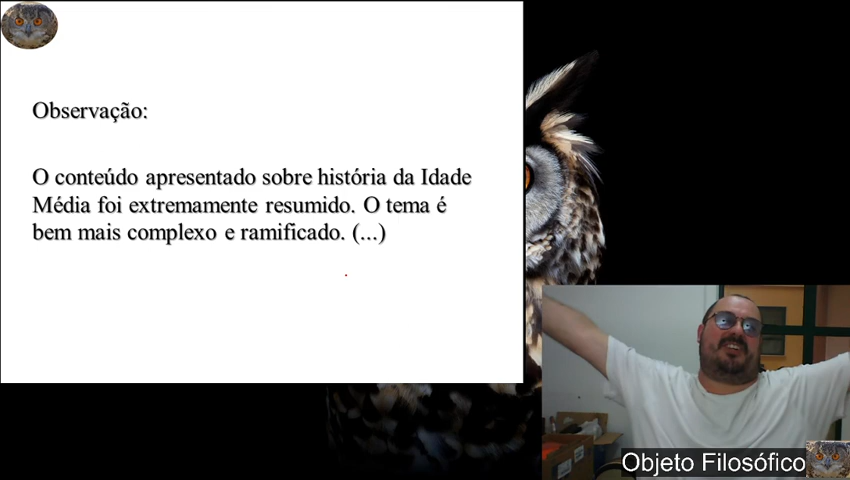 Observação:
O conteúdo apresentado sobre história da Idade
Média foi extremamente resumido. O tema é
bem mais complexo e ramificado. (...)
Objeto Filosófico